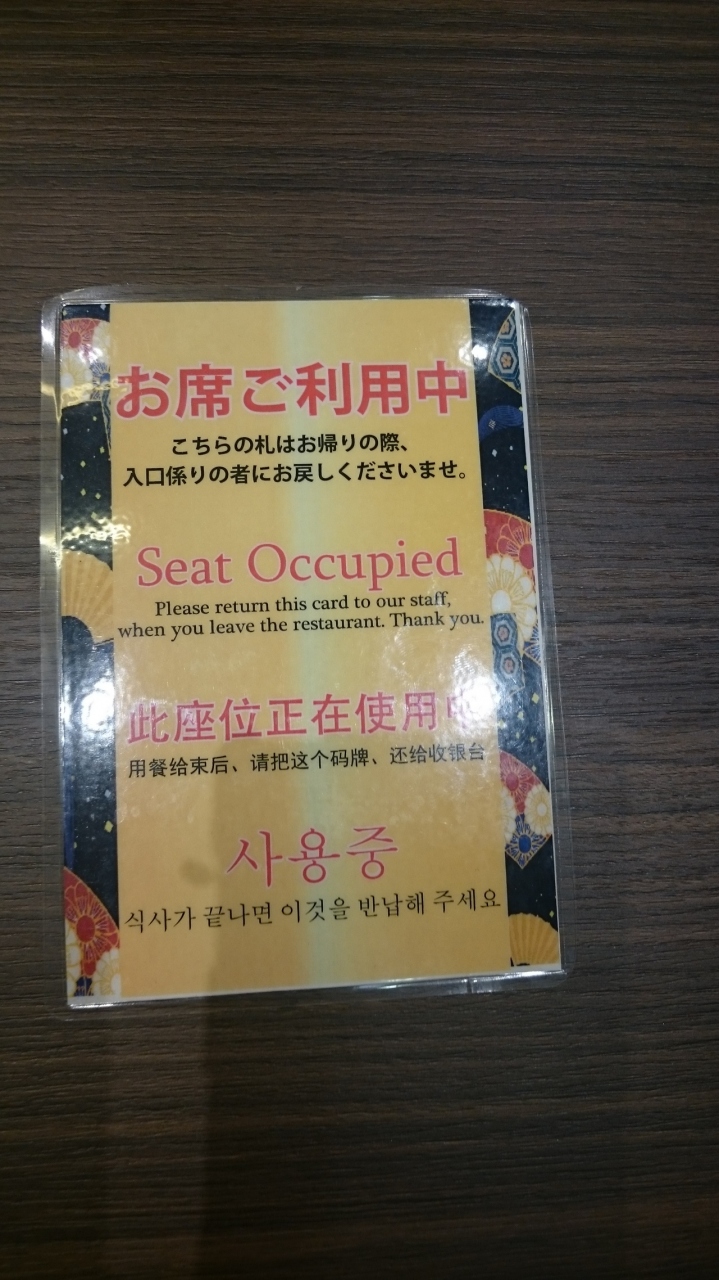 お席ご利用中
こちらの札はお帰りの際、
入口係りの者にお戻しくださいませ。
Seat Occupied
Please return this card to our staff,
when you leave the restaurant. Thank you.
此座位正在使用中
用餐给束后、请把这个码牌、还给收银台
사용중
식사가 끝나면 이것을 반납해 주세요